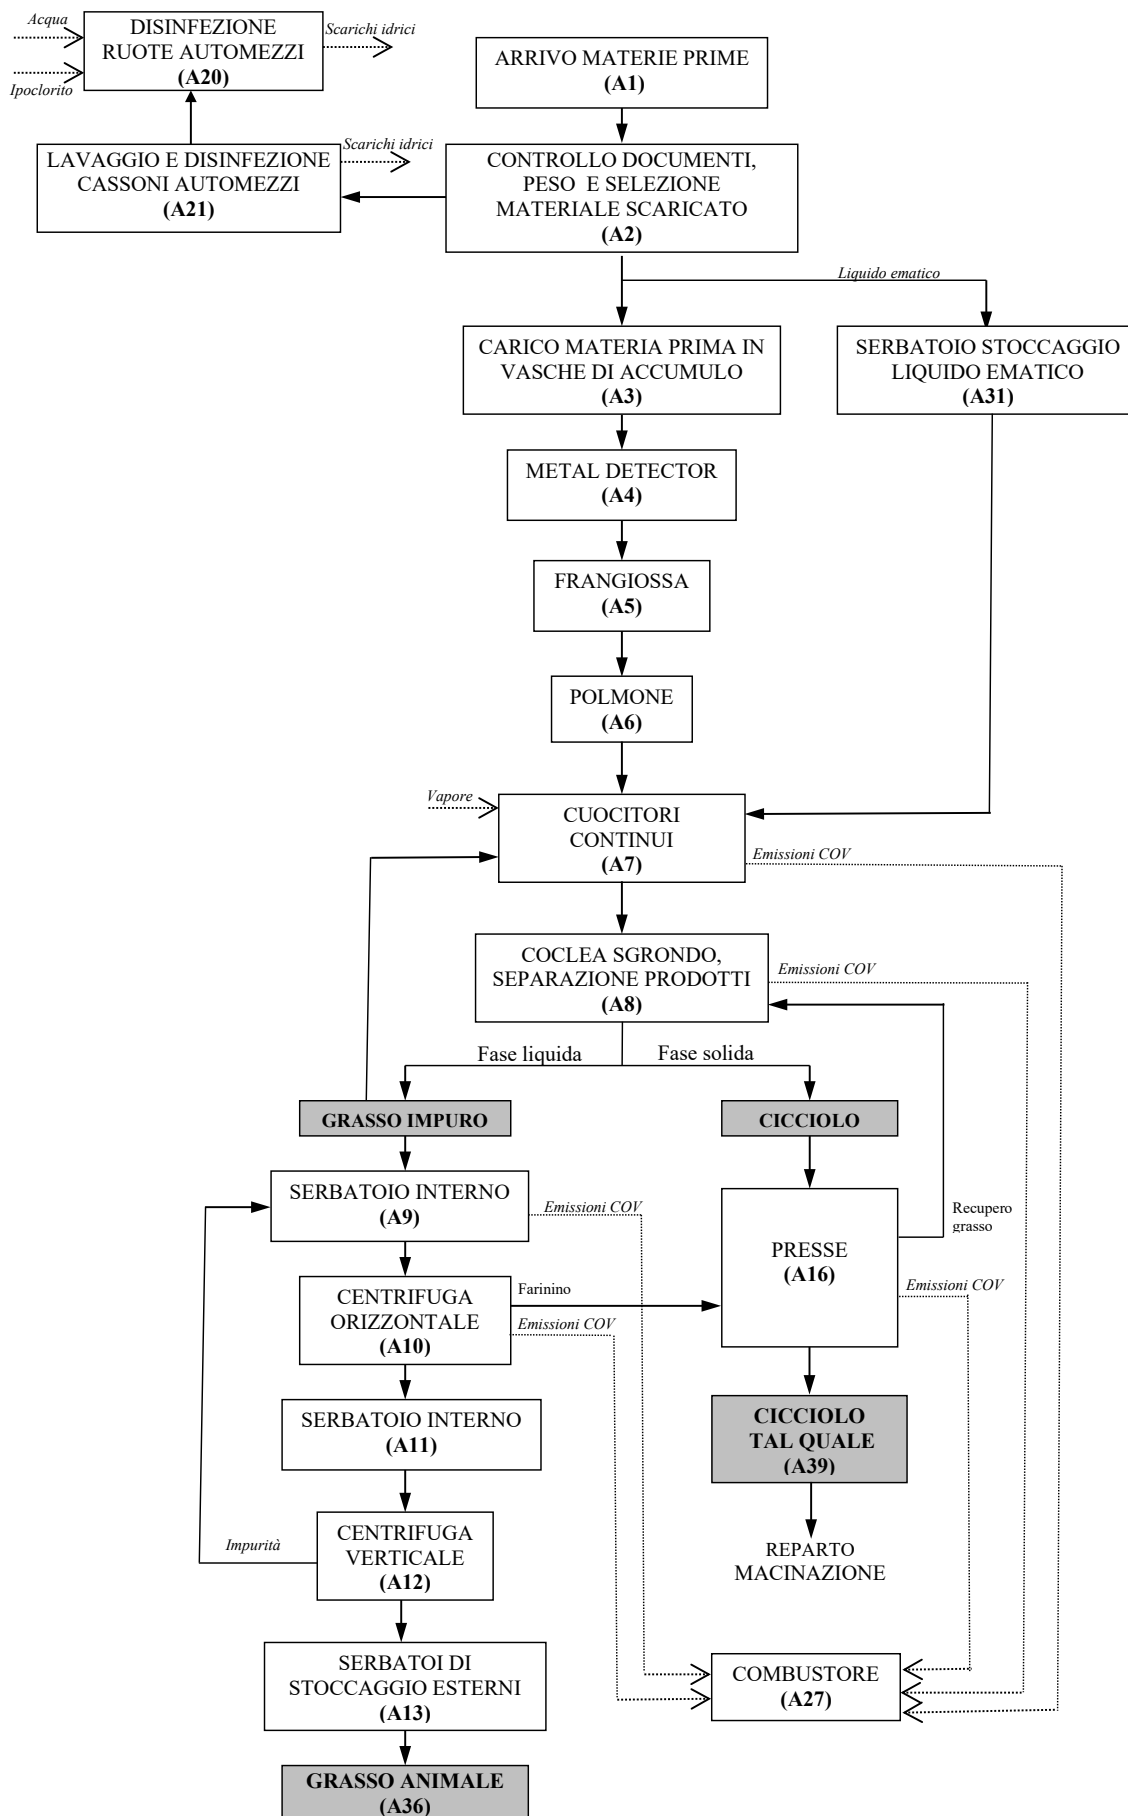 Acqua
Ipoclorito
DISINFEZIONE
RUOTE AUTOMEZZI
(A20)
Scarichi idrici
ARRIVO MATERIE PRIME
(A1)
LAVAGGIO E DISINFEZIONE
CASSONI AUTOMEZZI
(A21)
Scarichi idrici
CONTROLLO DOCUMENTI,
PESO E SELEZIONE
MATERIALE SCARICATO
(A2)
Liquido ematico
CARICO MATERIA PRIMA IN
VASCHE DI ACCUMULO
(A3)
SERBATOIO STOCCAGGIO
LIQUIDO EMATICO
(A31)
METAL DETECTOR
(A4)
FRANGIOSSA
(A5)
POLMONE
(A6)
Vapore
CUOCITORI
CONTINUI
(A7)
Emissioni COV
COCLEA SGRONDO,
SEPARAZIONE PRODOTTI
(A8)
Emissioni COV
Fase liquida
Fase solida
GRASSO IMPURO
CICCIOLO
SERBATOIO INTERNO
(A9)
Emissioni COV
PRESSE
(A16)
Recupero
grasso
Emissioni COV
CENTRIFUGA
ORIZZONTALE
(A10)
Farinino
Emissioni COV
SERBATOIO INTERNO
(A11)
CICCIOLO
TAL QUALE
(A39)
Impurità
CENTRIFUGA
VERTICALE
(A12)
REPARTO
MACINAZIONE
SERBATOI DI
STOCCAGGIO ESTERNI
(A13)
COMBUSTORE
(A27)
GRASSO ANIMALE
(A36)